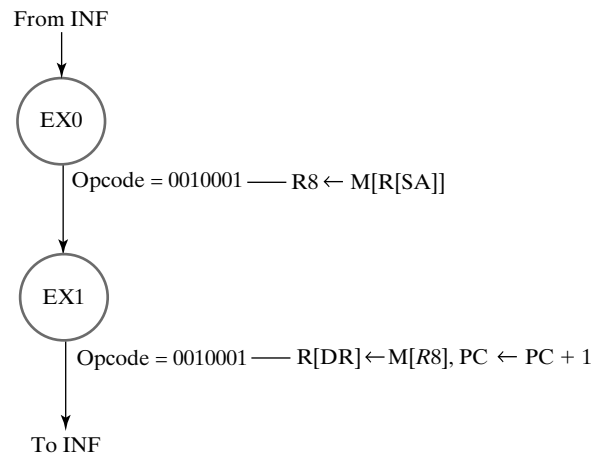 From INF
EX0
Opcode = 0010001 — R8 ← M[R[SA]]
EX1
Opcode = 0010001 — R[DR] ← M[R8], PC ← PC + 1
To INF